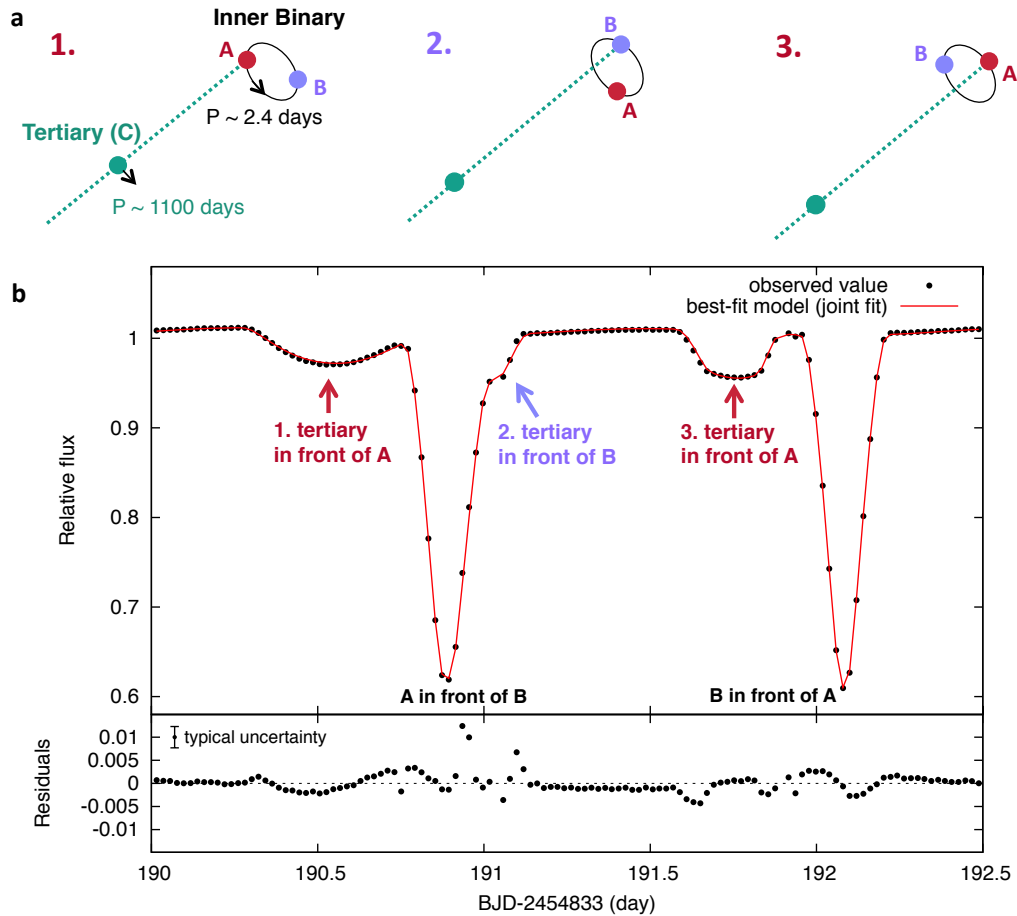 a
Inner Binary
1.
A
B
P ~ 2.4 days
Tertiary (C)
P ~ 1100 days
2.
B
A
3.
B
A
b
observed value
best-fit model (joint fit)
1. tertiary
in front of A
2. tertiary
in front of B
3. tertiary
in front of A
A in front of B
B in front of A
Relative flux
1
0.9
0.8
0.7
0.6
typical uncertainty
Residuals
0.01
0.005
0
-0.005
-0.01
190
190.5
191
191.5
192
192.5
BJD-2454833 (day)